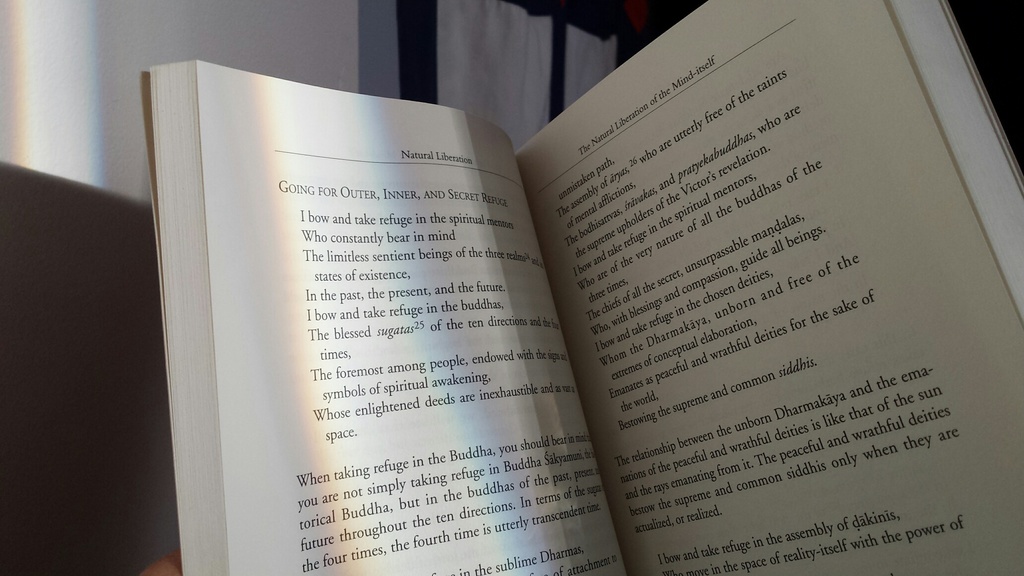 Natural Liberation
GOING FOR OUTER, INNER, AND SECRET REFUGE
I bow and take refuge in the spiritual mentors
Who constantly bear in mind
The limitless sentient beings of the three realms²⁴
states of existence,
In the past, the present, and the future.
I bow and take refuge in the buddhas,
The blessed sugatas²⁵ of the ten directions and the four
times,
The foremost among people, endowed with the signs and
symbols of spiritual awakening,
Whose enlightened deeds are inexhaustible and as vast as
space.
When taking refuge in the Buddha, you should bear in mind
you are not simply taking refuge in Buddha Śākyamuni, the
torical Buddha, but in the buddhas of the past, present,
future throughout the ten directions. In terms of the sugatas
the four times, the fourth time is utterly transcendent time.
in the sublime Dharmas,
of attachment to
The Natural Liberation of the Mind-itself
unmistaken path,
The assembly of āryas,²⁶ who are utterly free of the taints
of mental afflictions,
The bodhisattvas, śrāvakas, and pratyekabuddhas, who are
the supreme upholders of the Victor's revelation.
I bow and take refuge in the spiritual mentors,
Who are of the very nature of all the buddhas of the
three times,
The chiefs of all the secret, unsurpassable maṇḍalas,
Who, with blessings and compassion, guide all beings.
I bow and take refuge in the chosen deities,
Whom the Dharmakāya, unborn and free of the
extremes of conceptual elaboration,
Emanates as peaceful and wrathful deities for the sake of
the world,
Bestowing the supreme and common siddhis.
The relationship between the unborn Dharmakāya and the ema-
nations of the peaceful and wrathful deities is like that of the sun
and the rays emanating from it. The peaceful and wrathful deities
bestow the supreme and common siddhis only when they are
actualized, or realized.
I bow and take refuge in the assembly of ḍākinīs,
Who move in the space of reality-itself with the power of